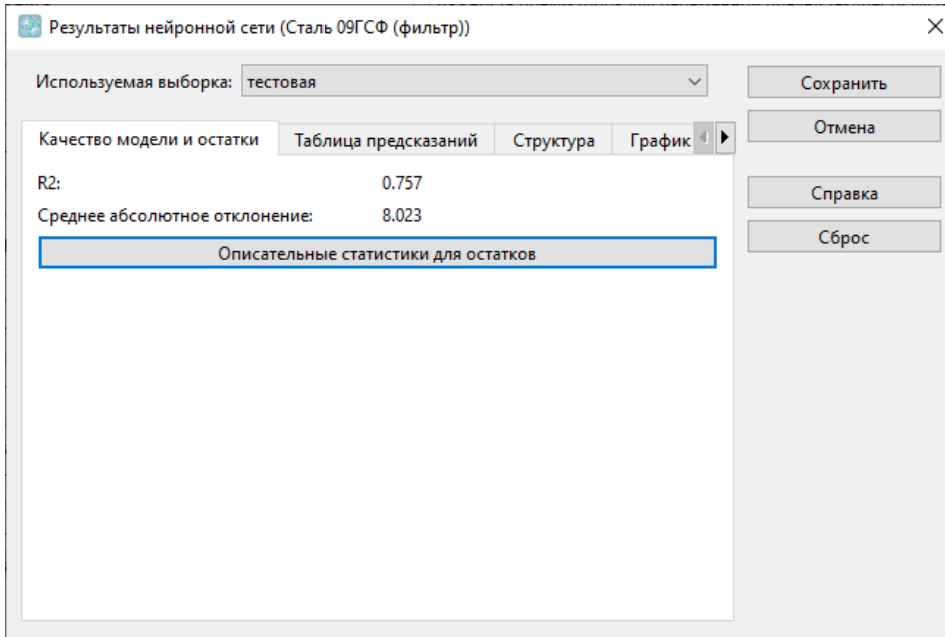 Результаты нейронной сети (Сталь 09ГСФ (фильтр))
Используемая выборка: тестовая
Сохранить
Отмена
Справка
Сброс
Качество модели и остатки Таблица предсказаний Структура График
R2: 0.757
Среднее абсолютное отклонение: 8.023
Описательные статистики для остатков